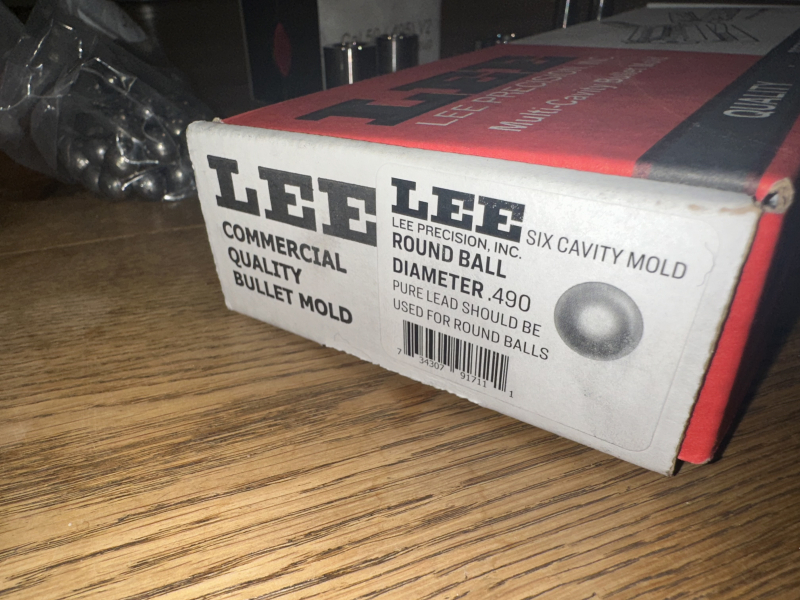 LEE
LEE PRECISION, INC.
Multi-Cavity Bullet Mold
QUALITY
LEE
COMMERCIAL
QUALITY
BULLET MOLD
LEE
LEE PRECISION, INC.
SIX CAVITY MOLD
ROUND BALL
DIAMETER .490
PURE LEAD SHOULD BE
USED FOR ROUND BALLS
7 34307 91711 1